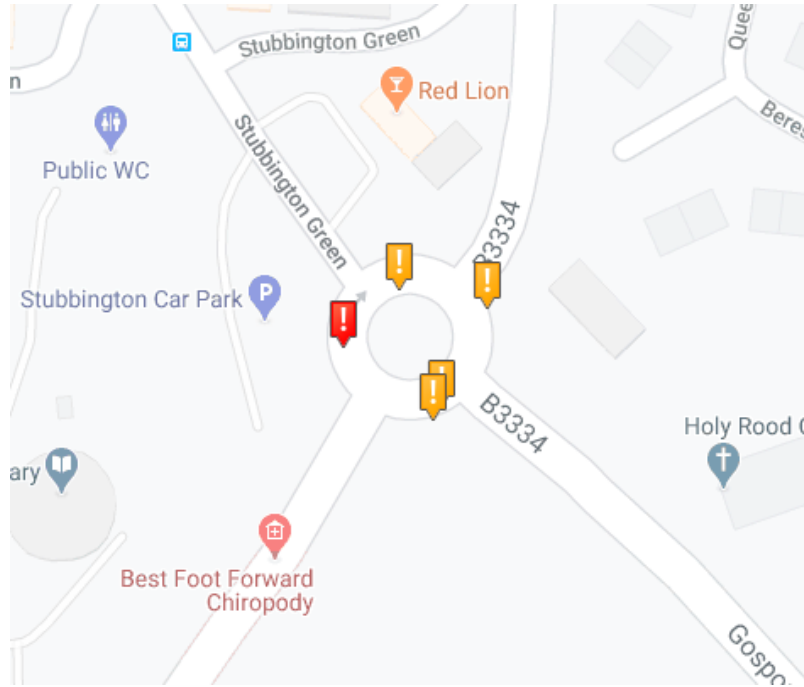 Stubbington Green
Red Lion
Public WC
Stubbington Green
B3334
Stubbington Car Park
P
B3334
Holy Rood
Best Foot Forward
Chiropody